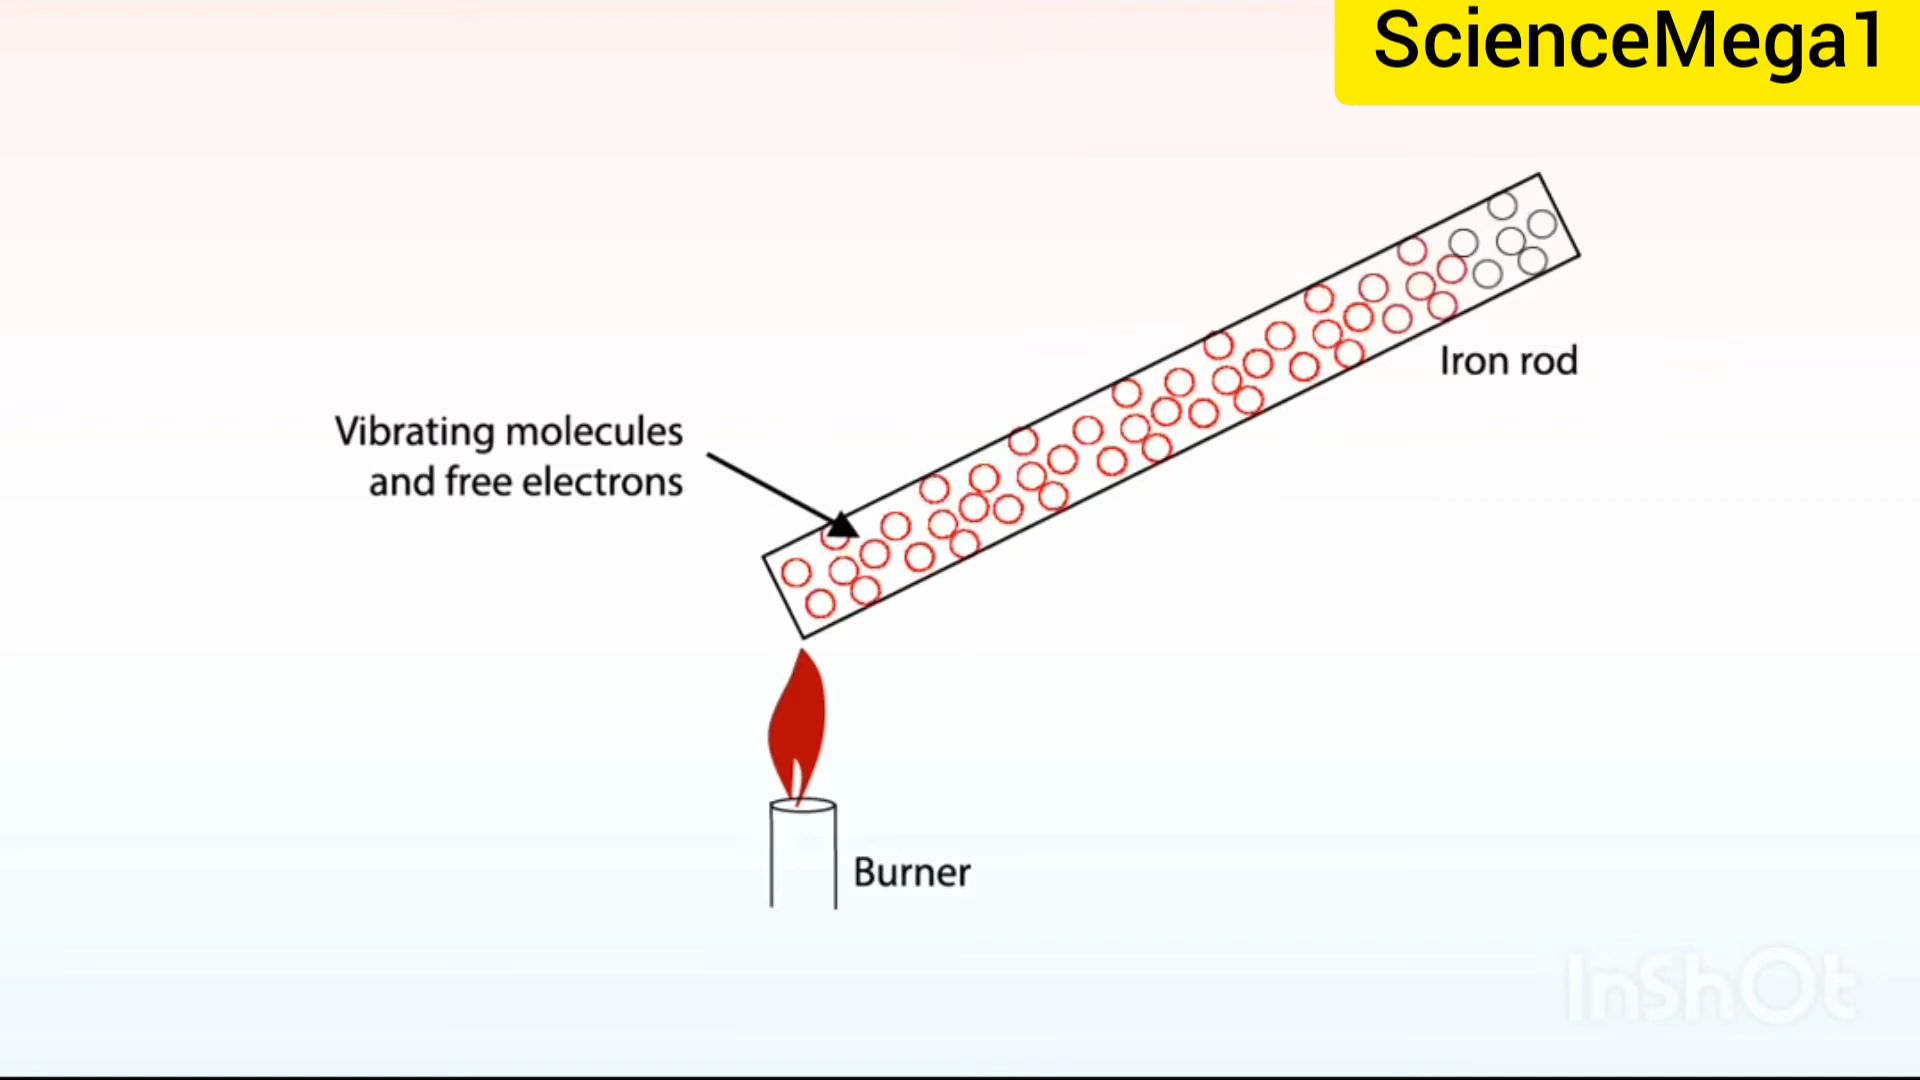 ScienceMega1
Vibrating molecules
and free electrons
Iron rod
Burner
InShOt